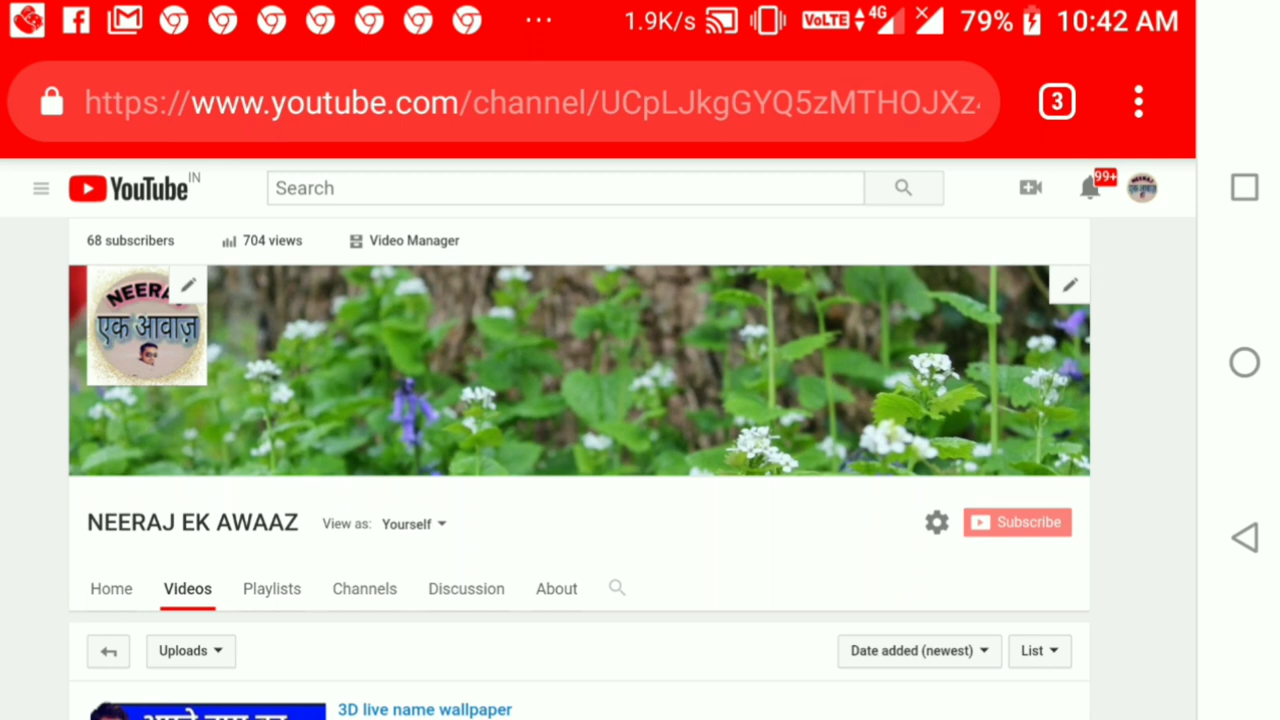 1.9K/s VoLTE 4G 79% 10:42 AM
https://www.youtube.com/channel/UCpLJkgGYQ5zMTHOJXz
3
YouTube IN
Search
99+
68 subscribers 704 views Video Manager
NEERAJ
एक आवाज़
NEERAJ EK AWAAZ View as: Yourself
Subscribe
Home Videos Playlists Channels Discussion About
Uploads Date added (newest) List
3D live name wallpaper